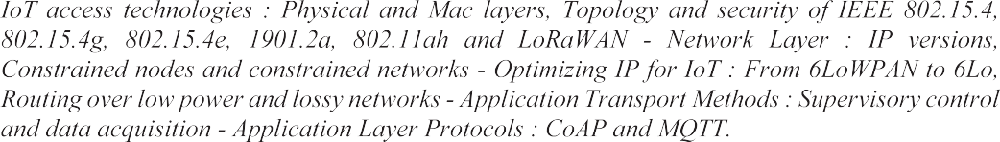 IoT access technologies : Physical and Mac layers, Topology and security of IEEE 802.15.4,
802.15.4g, 802.15.4e, 1901.2a, 802.11ah and LoRaWAN - Network Layer : IP versions,
Constrained nodes and constrained networks - Optimizing IP for IoT : From 6LoWPAN to 6Lo,
Routing over low power and lossy networks - Application Transport Methods : Supervisory control
and data acquisition - Application Layer Protocols : CoAP and MQTT.